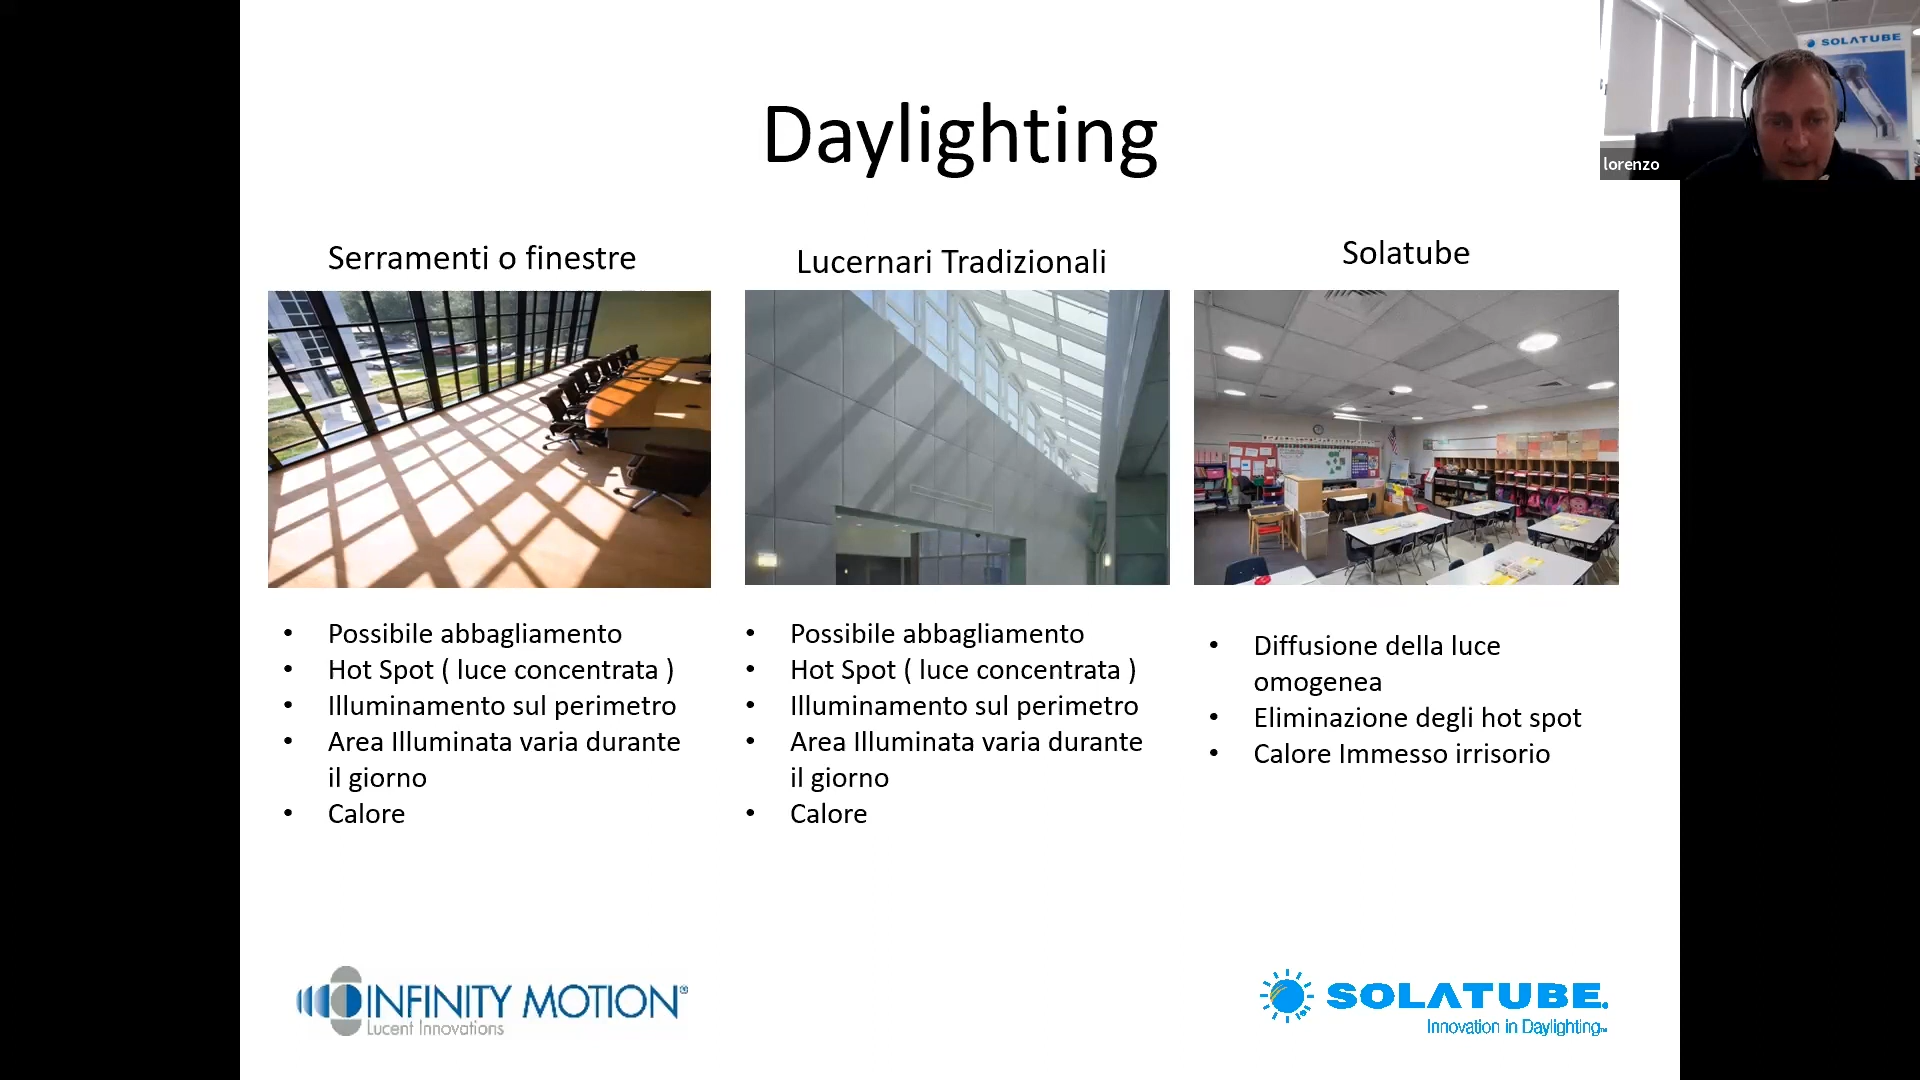 Daylighting
SOLATUBE
lorenzo
Serramenti o finestre
Lucernari Tradizionali
Solatube
• Possibile abbagliamento
• Hot Spot ( luce concentrata )
• Illuminamento sul perimetro
• Area Illuminata varia durante
il giorno
• Calore
• Possibile abbagliamento
• Hot Spot ( luce concentrata )
• Illuminamento sul perimetro
• Area Illuminata varia durante
il giorno
• Calore
• Diffusione della luce
omogenea
• Eliminazione degli hot spot
• Calore Immesso irrisorio
INFINITY MOTION®
Lucent Innovations
SOLATUBE.
Innovation in Daylighting™